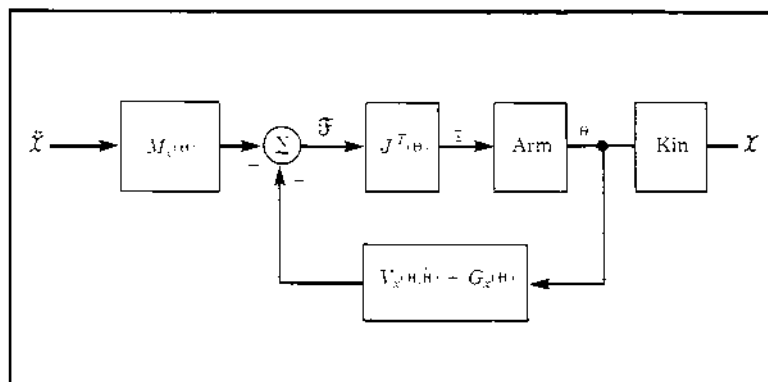 Ẍ
M_x(Θ)
Σ
−
−
ℱ
J^T(Θ)
τ
Arm
θ
Kin
X
V_x(Θ,Θ̇) − G_x(Θ)